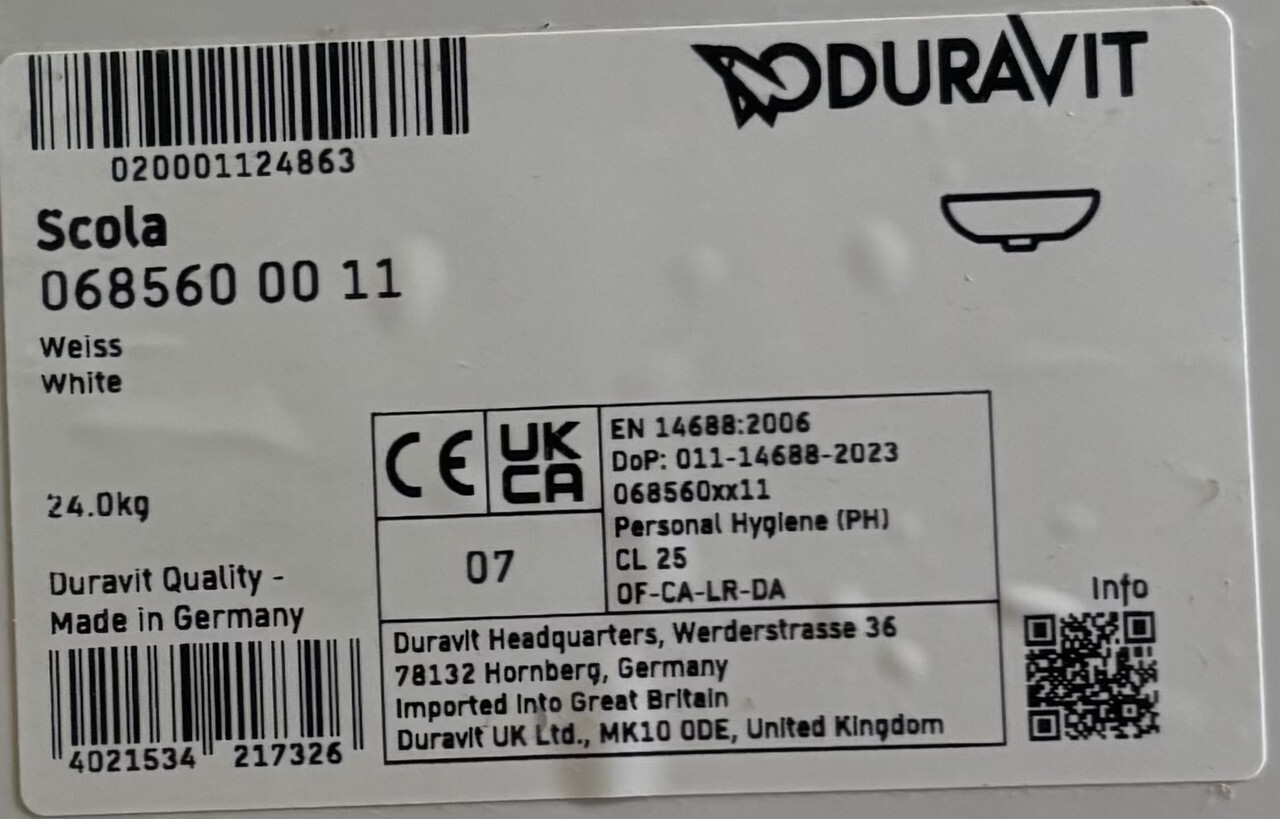 DURAVIT
020001124863
Scola
068560 00 11
Weiss
White
24.0kg
Duravit Quality -
Made in Germany
4021534 217326
CE
UK
CA
07
EN 14688:2006
DoP: 011-14688-2023
068560xx11
Personal Hygiene (PH)
CL 25
OF-CA-LR-DA
Duravit Headquarters, Werderstrasse 36
78132 Hornberg, Germany
Imported into Great Britain
Duravit UK Ltd., MK10 0DE, United Kingdom
Info